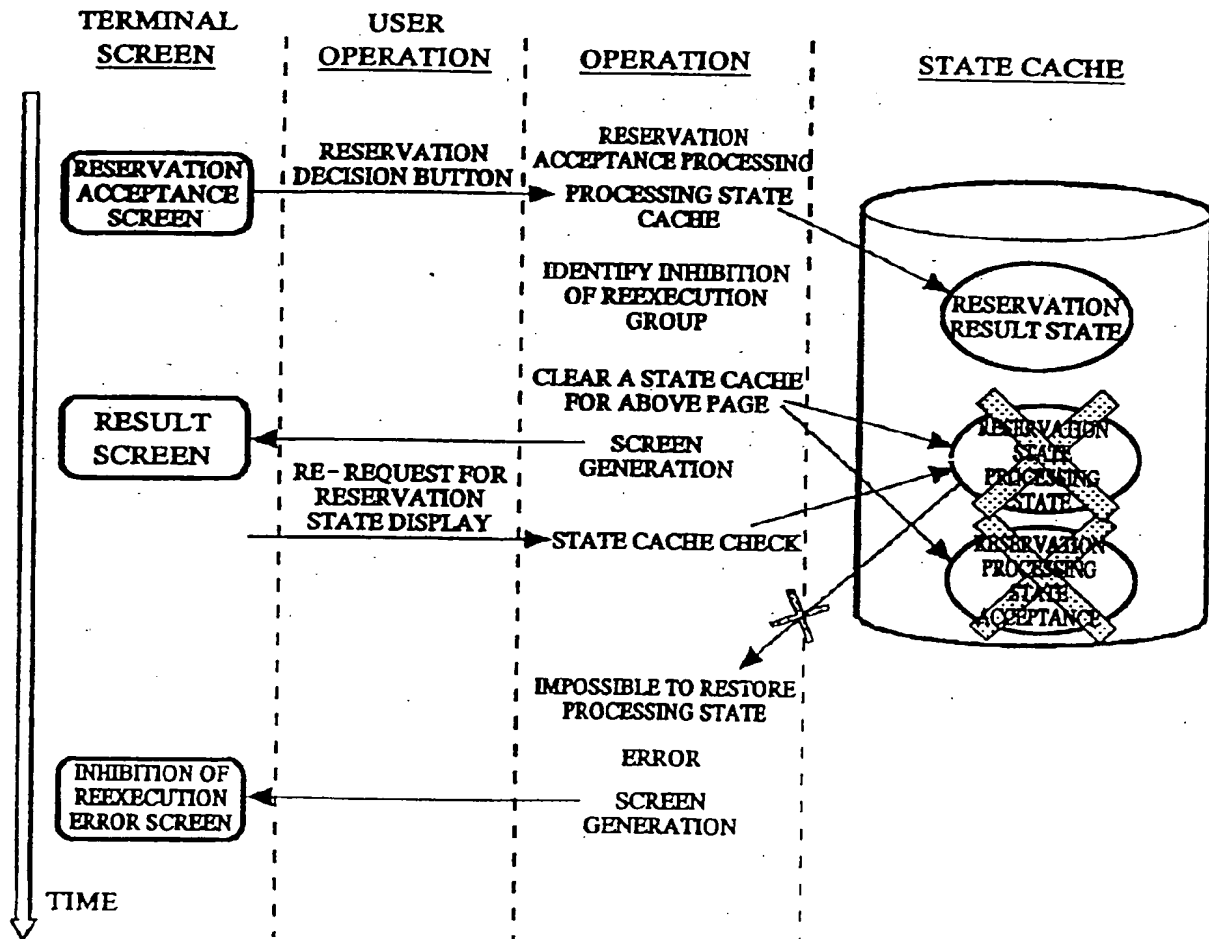 TERMINAL
SCREEN
USER
OPERATION
OPERATION
STATE CACHE
RESERVATION
ACCEPTANCE
SCREEN
RESERVATION
DECISION BUTTON
RESERVATION
ACCEPTANCE PROCESSING
PROCESSING STATE
CACHE
IDENTIFY INHIBITION
OF REEXECUTION
GROUP
RESERVATION
RESULT STATE
CLEAR A STATE CACHE
FOR ABOVE PAGE
RESULT
SCREEN
SCREEN
GENERATION
RESERVATION
STATE
PROCESSING
STATE
RE-REQUEST FOR
RESERVATION
STATE DISPLAY
STATE CACHE CHECK
RESERVATION
PROCESSING
STATE
ACCEPTANCE
IMPOSSIBLE TO RESTORE
PROCESSING STATE
INHIBITION OF
REEXECUTION
ERROR SCREEN
ERROR
SCREEN
GENERATION
TIME